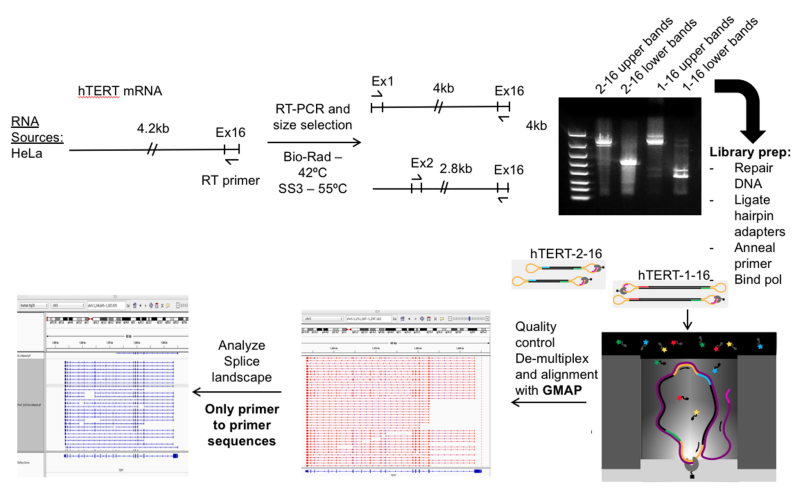 hTERT mRNA
RNA
Sources:
HeLa
4.2kb
Ex16
RT primer
RT-PCR and
size selection
Bio-Rad –
42ºC
SS3 – 55ºC
Ex1
4kb
Ex16
Ex2
2.8kb
Ex16
2-16 upper bands
2-16 lower bands
1-16 upper bands
1-16 lower bands
4kb
Library prep:
- Repair
DNA
- Ligate
hairpin
adapters
- Anneal
primer
- Bind pol
hTERT-2-16
hTERT-1-16
Quality
control
De-multiplex
and alignment
with GMAP
Analyze
Splice
landscape
Only primer
to primer
sequences